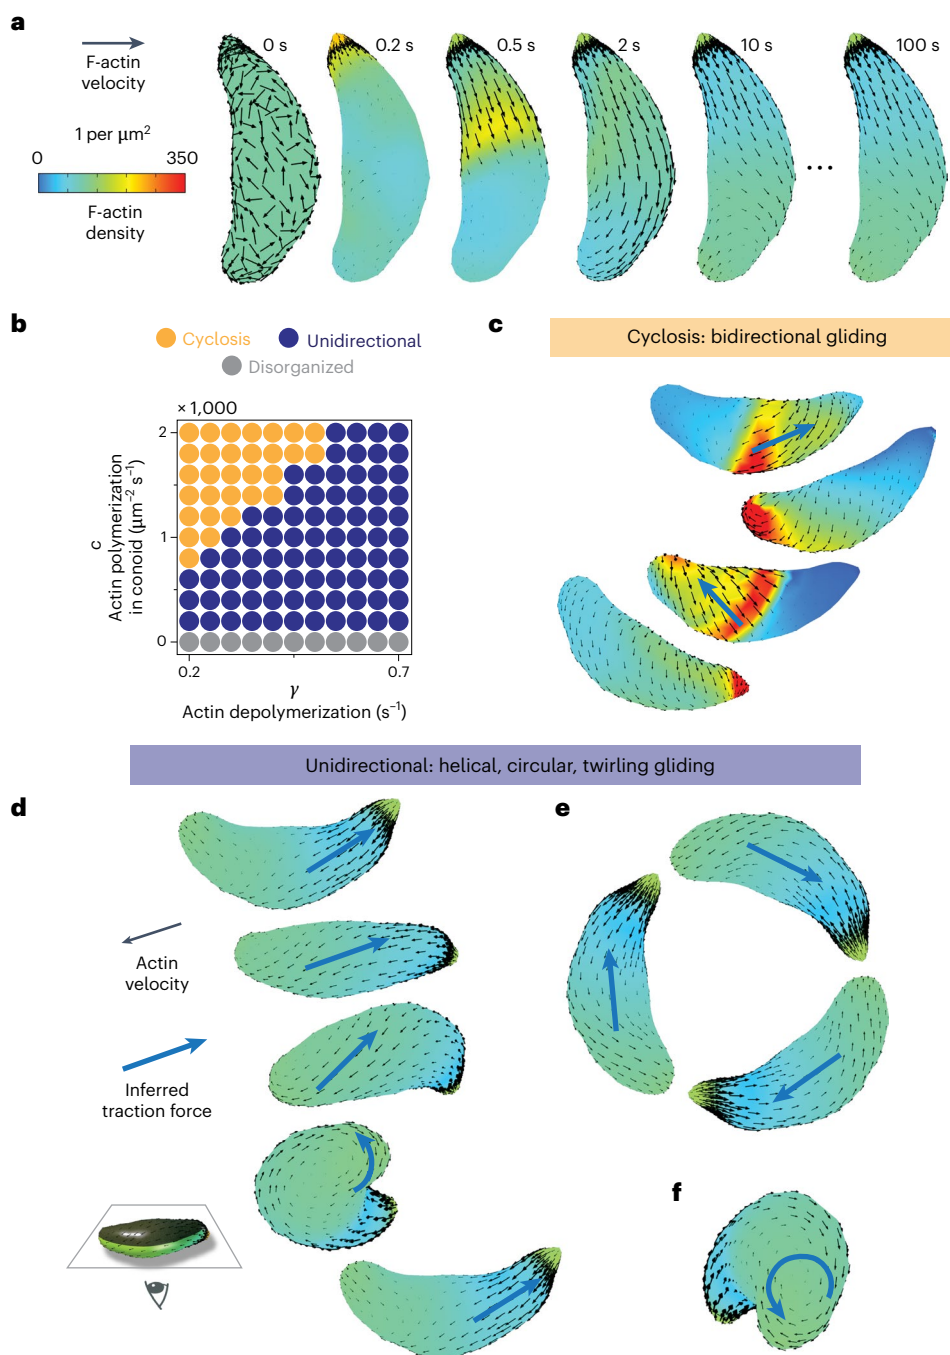 a
0 s
0.2 s
0.5 s
2 s
10 s
100 s
F-actin
velocity
1 per μm²
0
350
F-actin
density
...
b
Cyclosis
Unidirectional
Disorganized
× 1,000
2
1
0
c
Actin polymerization
in conoid (μm⁻² s⁻¹)
0.2
0.7
γ
Actin depolymerization (s⁻¹)
c
Cyclosis: bidirectional gliding
Unidirectional: helical, circular, twirling gliding
d
Actin
velocity
Inferred
traction force
e
f